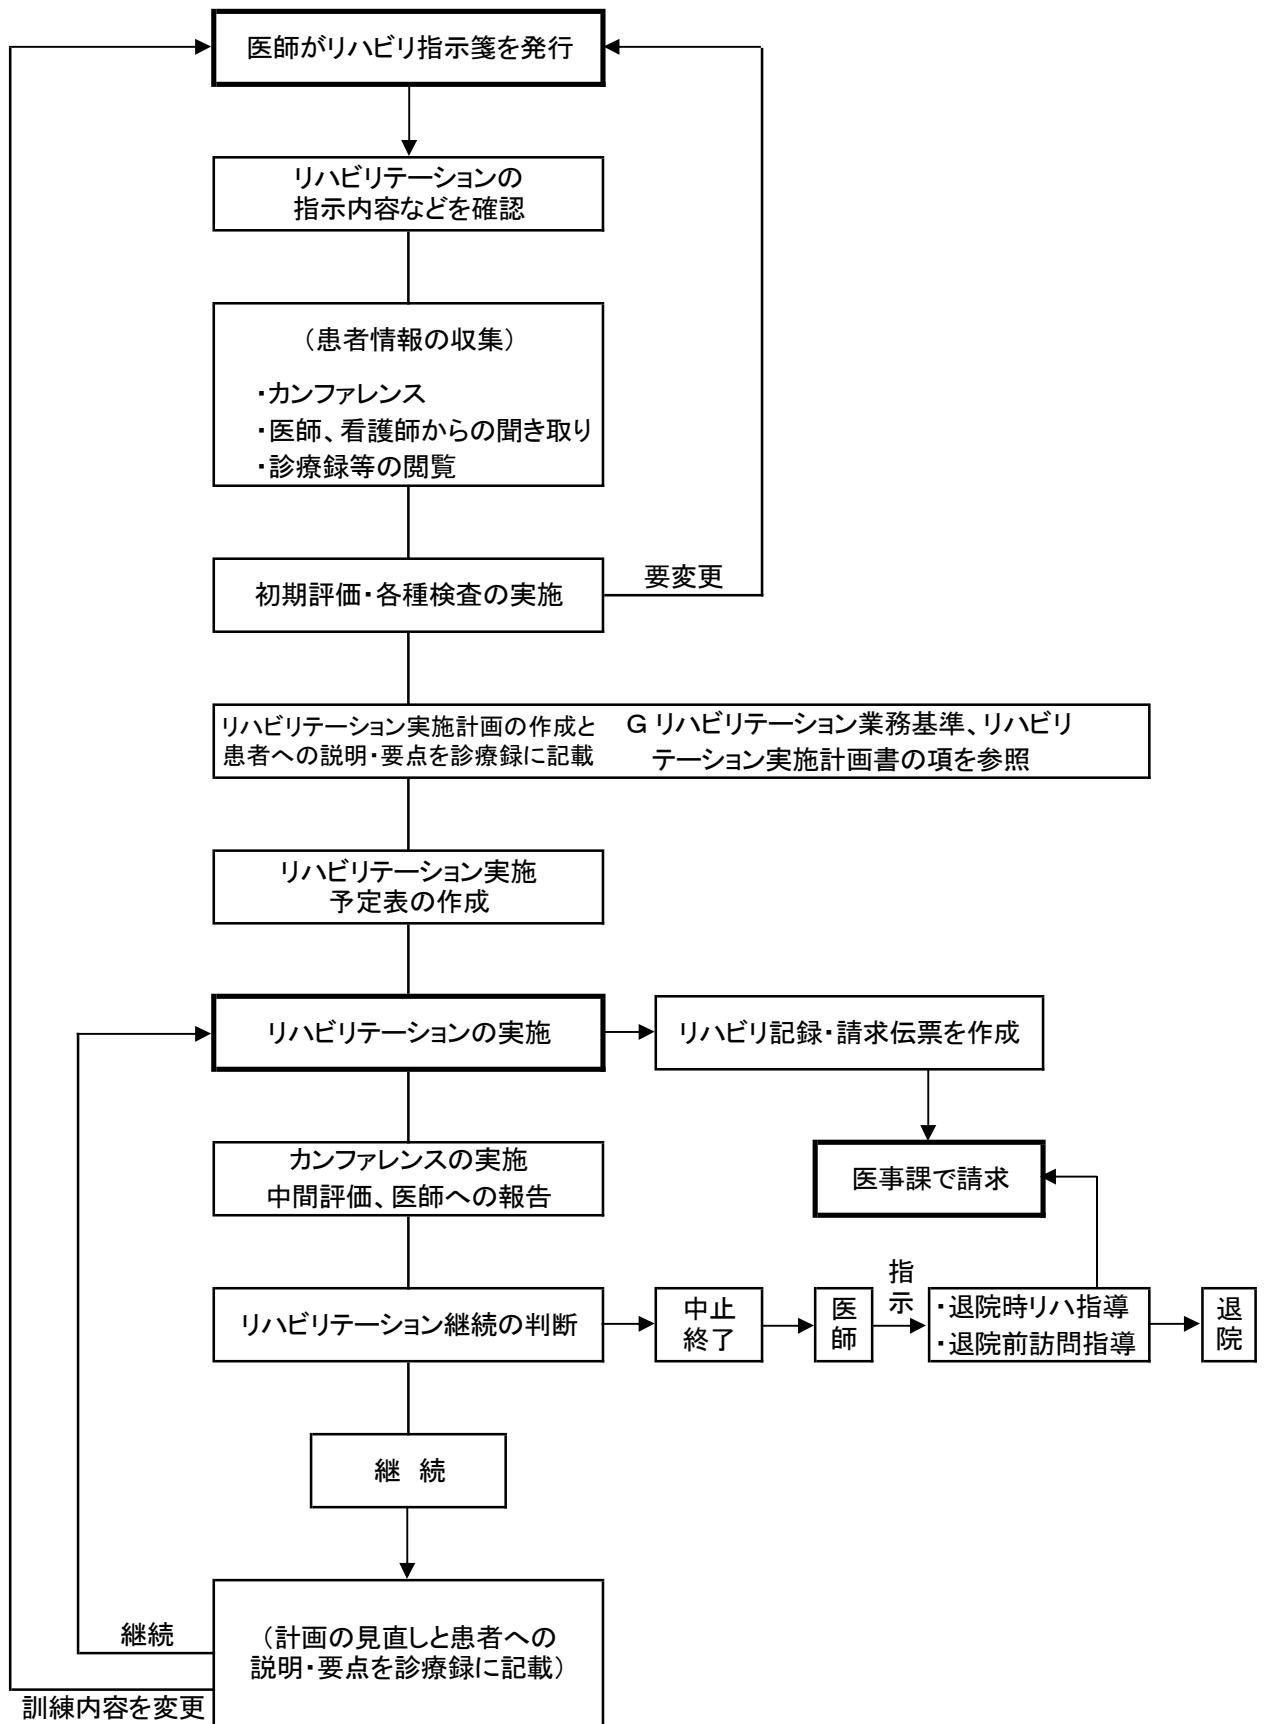 医師がリハビリ指示箋を発行
リハビリテーションの
指示内容などを確認
（患者情報の収集）
・カンファレンス
・医師、看護師からの聞き取り
・診療録等の閲覧
初期評価・各種検査の実施
要変更
リハビリテーション実施計画の作成と
患者への説明・要点を診療録に記載
G リハビリテーション業務基準、リハビリ
テーション実施計画書の項を参照
リハビリテーション実施
予定表の作成
リハビリテーションの実施
リハビリ記録・請求伝票を作成
カンファレンスの実施
中間評価、医師への報告
医事課で請求
リハビリテーション継続の判断
中止
終了
医師
指示
・退院時リハ指導
・退院前訪問指導
退院
継 続
継続
（計画の見直しと患者への
説明・要点を診療録に記載）
訓練内容を変更